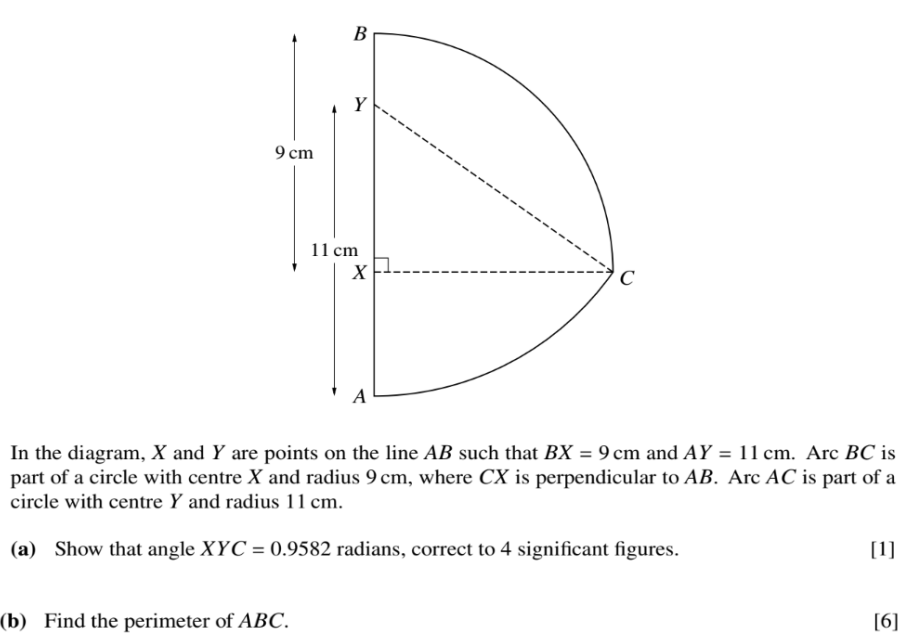 B
Y
9 cm
11 cm
X
C
A
In the diagram, X and Y are points on the line AB such that BX = 9 cm and AY = 11 cm. Arc BC is
part of a circle with centre X and radius 9 cm, where CX is perpendicular to AB. Arc AC is part of a
circle with centre Y and radius 11 cm.
(a) Show that angle XYC = 0.9582 radians, correct to 4 significant figures. [1]
(b) Find the perimeter of ABC. [6]